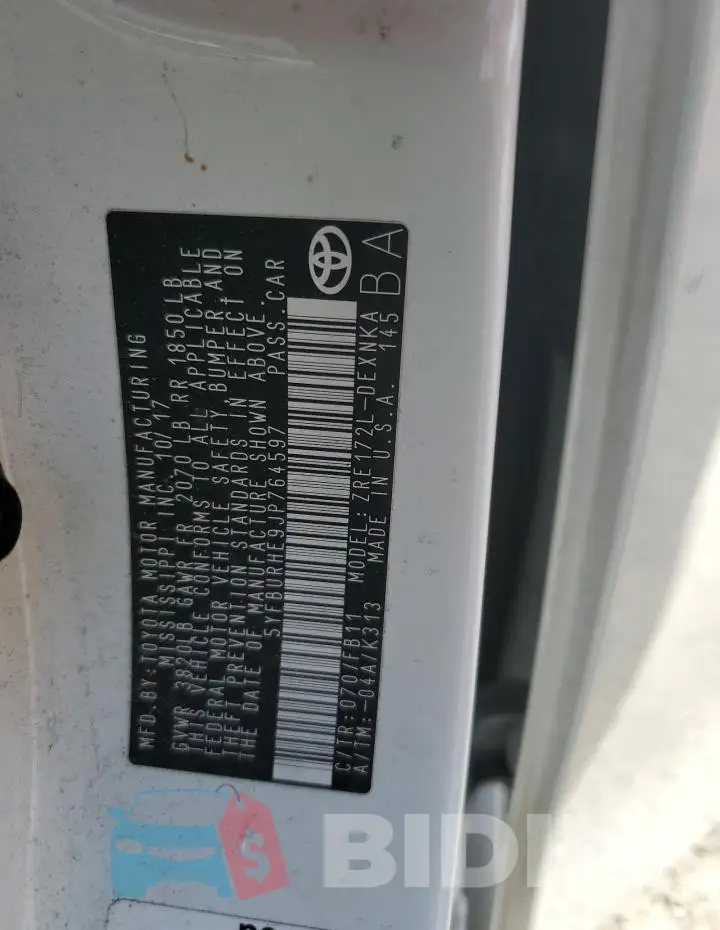 MFD. BY: TOYOTA MOTOR MANUFACTURING
MISSISSIPPI INC. 10/17
GVWR 3820LB GAWR FR 2070 LB RR 1850LB
THIS VEHICLE CONFORMS TO ALL APPLICABLE
FEDERAL MOTOR VEHICLE SAFETY BUMPER, AND
THEFT PREVENTION STANDARDS IN EFFECT ON
THE DATE OF MANUFACTURE SHOWN ABOVE.
5YFBURHE9JP764597 PASS.CAR
C/TR:070/FB11 MODEL:ZRE172L-DEXNKA
A/TM:-04A/K313 MADE IN U.S.A. 145
BA
$ BID